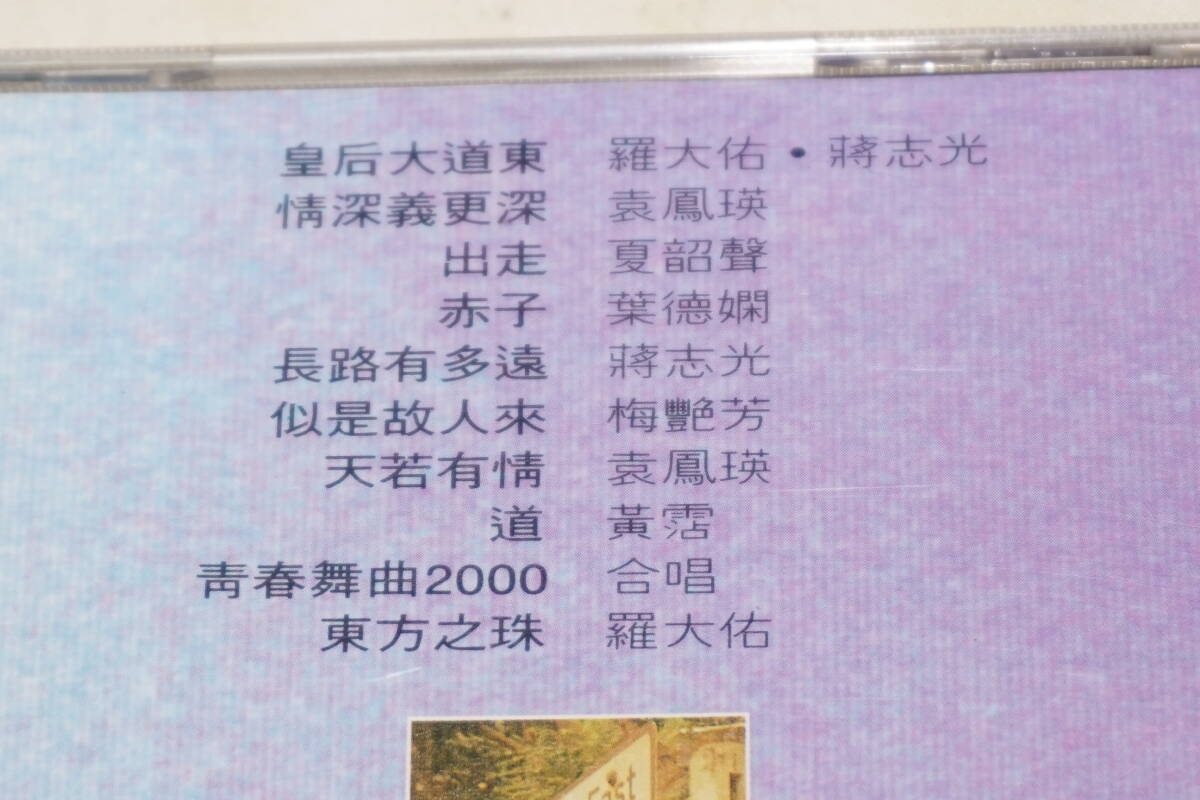 皇后大道東 羅大佑・蔣志光
情深義更深 袁鳳瑛
出走 夏韶聲
赤子 葉德嫻
長路有多遠 蔣志光
似是故人來 梅艷芳
天若有情 袁鳳瑛
道 黃霑
青春舞曲2000 合唱
東方之珠 羅大佑
East